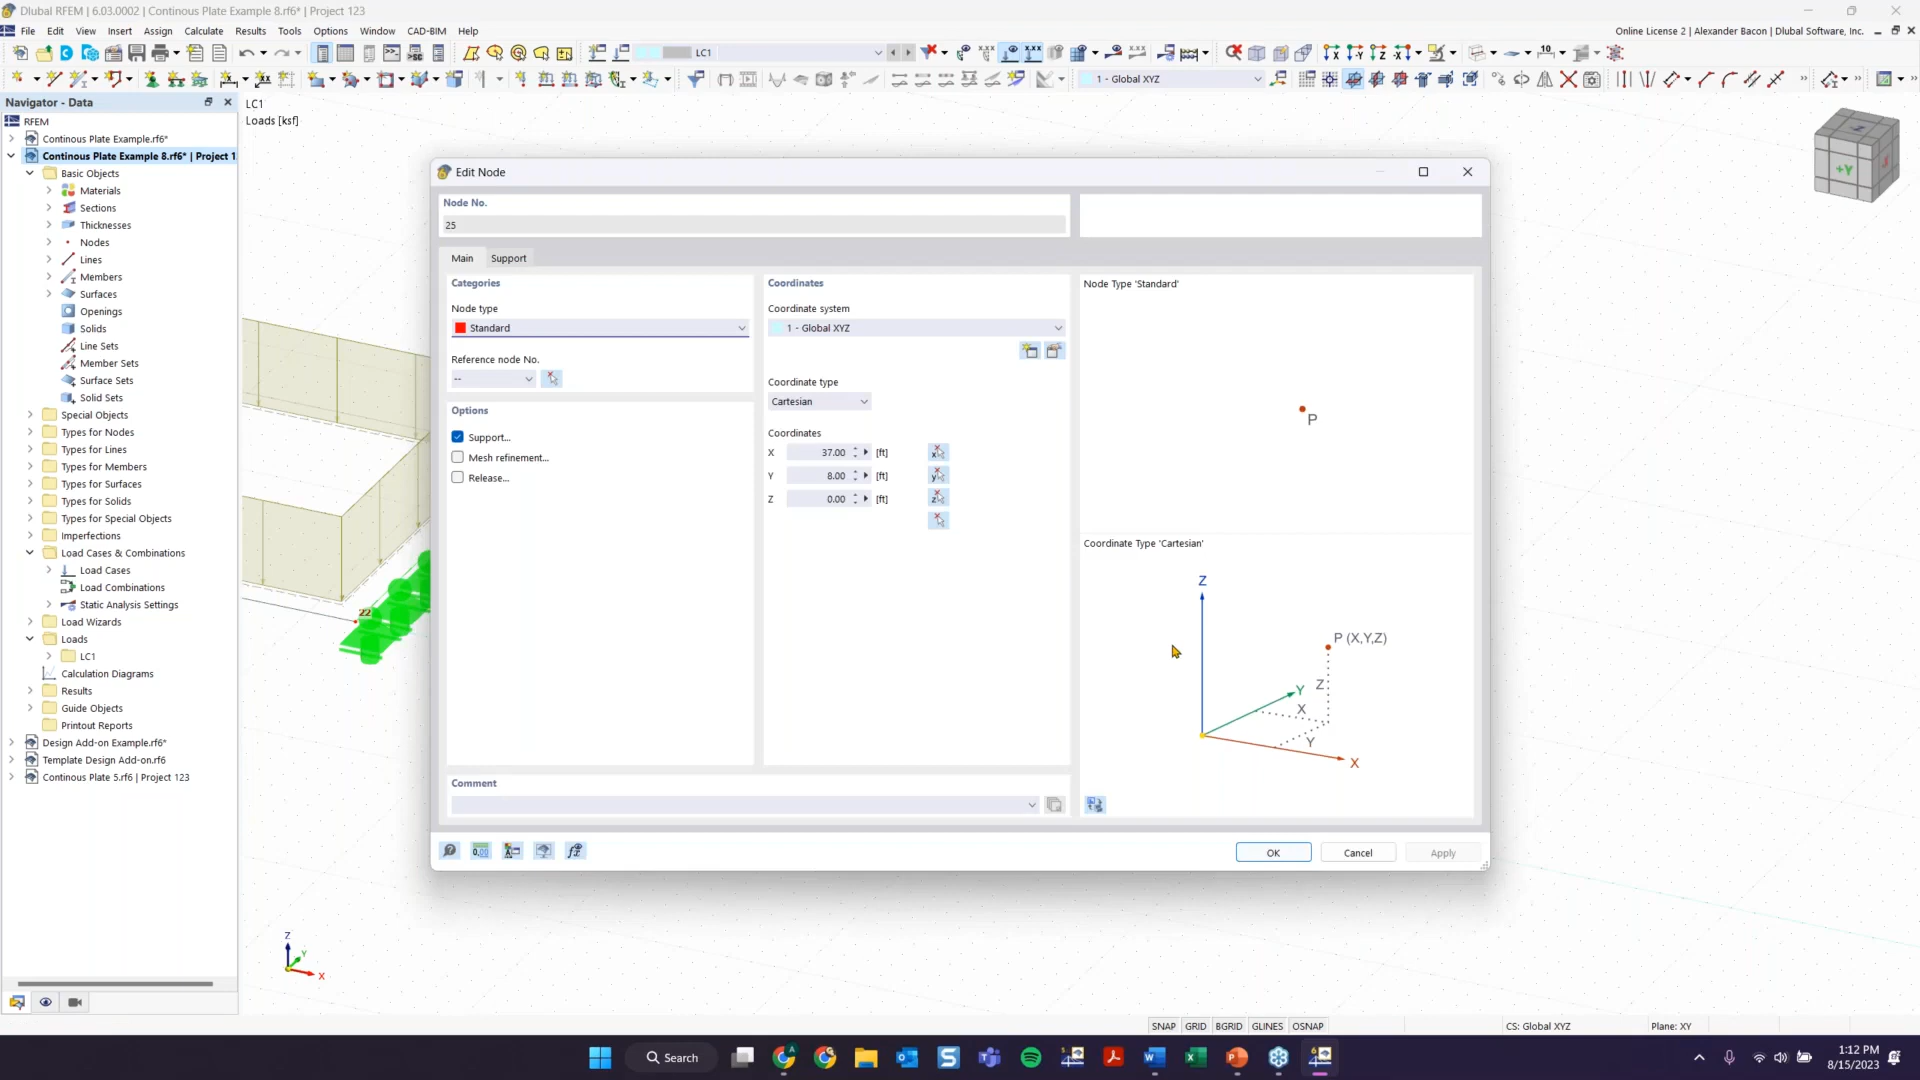 Dlubal RFEM | 6.03.0002 | Continous Plate Example 8.rf6* | Project 123
File Edit View Insert Assign Calculate Results Tools Options Window CAD-BIM Help
Online License 2 | Alexander Bacon | Dlubal Software, Inc.
LC1
1 - Global XYZ
Navigator - Data
RFEM
Continous Plate Example.rf6*
Continous Plate Example 8.rf6* | Project 1
Basic Objects
Materials
Sections
Thicknesses
Nodes
Lines
Members
Surfaces
Openings
Solids
Line Sets
Member Sets
Surface Sets
Solid Sets
Special Objects
Types for Nodes
Types for Lines
Types for Members
Types for Surfaces
Types for Solids
Types for Special Objects
Imperfections
Load Cases & Combinations
Load Cases
Load Combinations
Static Analysis Settings
Load Wizards
Loads
LC1
Calculation Diagrams
Results
Guide Objects
Printout Reports
Design Add-on Example.rf6*
Template Design Add-on.rf6
Continous Plate 5.rf6 | Project 123
LC1
Loads [ksf]
22
Z
Y
X
+Y
Edit Node
Node No.
25
Main Support
Categories
Node type
Standard
Reference node No.
--
Options
Support...
Mesh refinement...
Release...
Coordinates
Coordinate system
1 - Global XYZ
Coordinate type
Cartesian
Coordinates
X 37.00 [ft]
Y 8.00 [ft]
Z 0.00 [ft]
Comment
Node Type 'Standard'
P
Coordinate Type 'Cartesian'
Z
P (X,Y,Z)
Y
Z
X
Y
X
OK Cancel Apply
SNAP GRID BGRID GLINES OSNAP
CS: Global XYZ
Plane: XY
Search
1:12 PM
8/15/2023